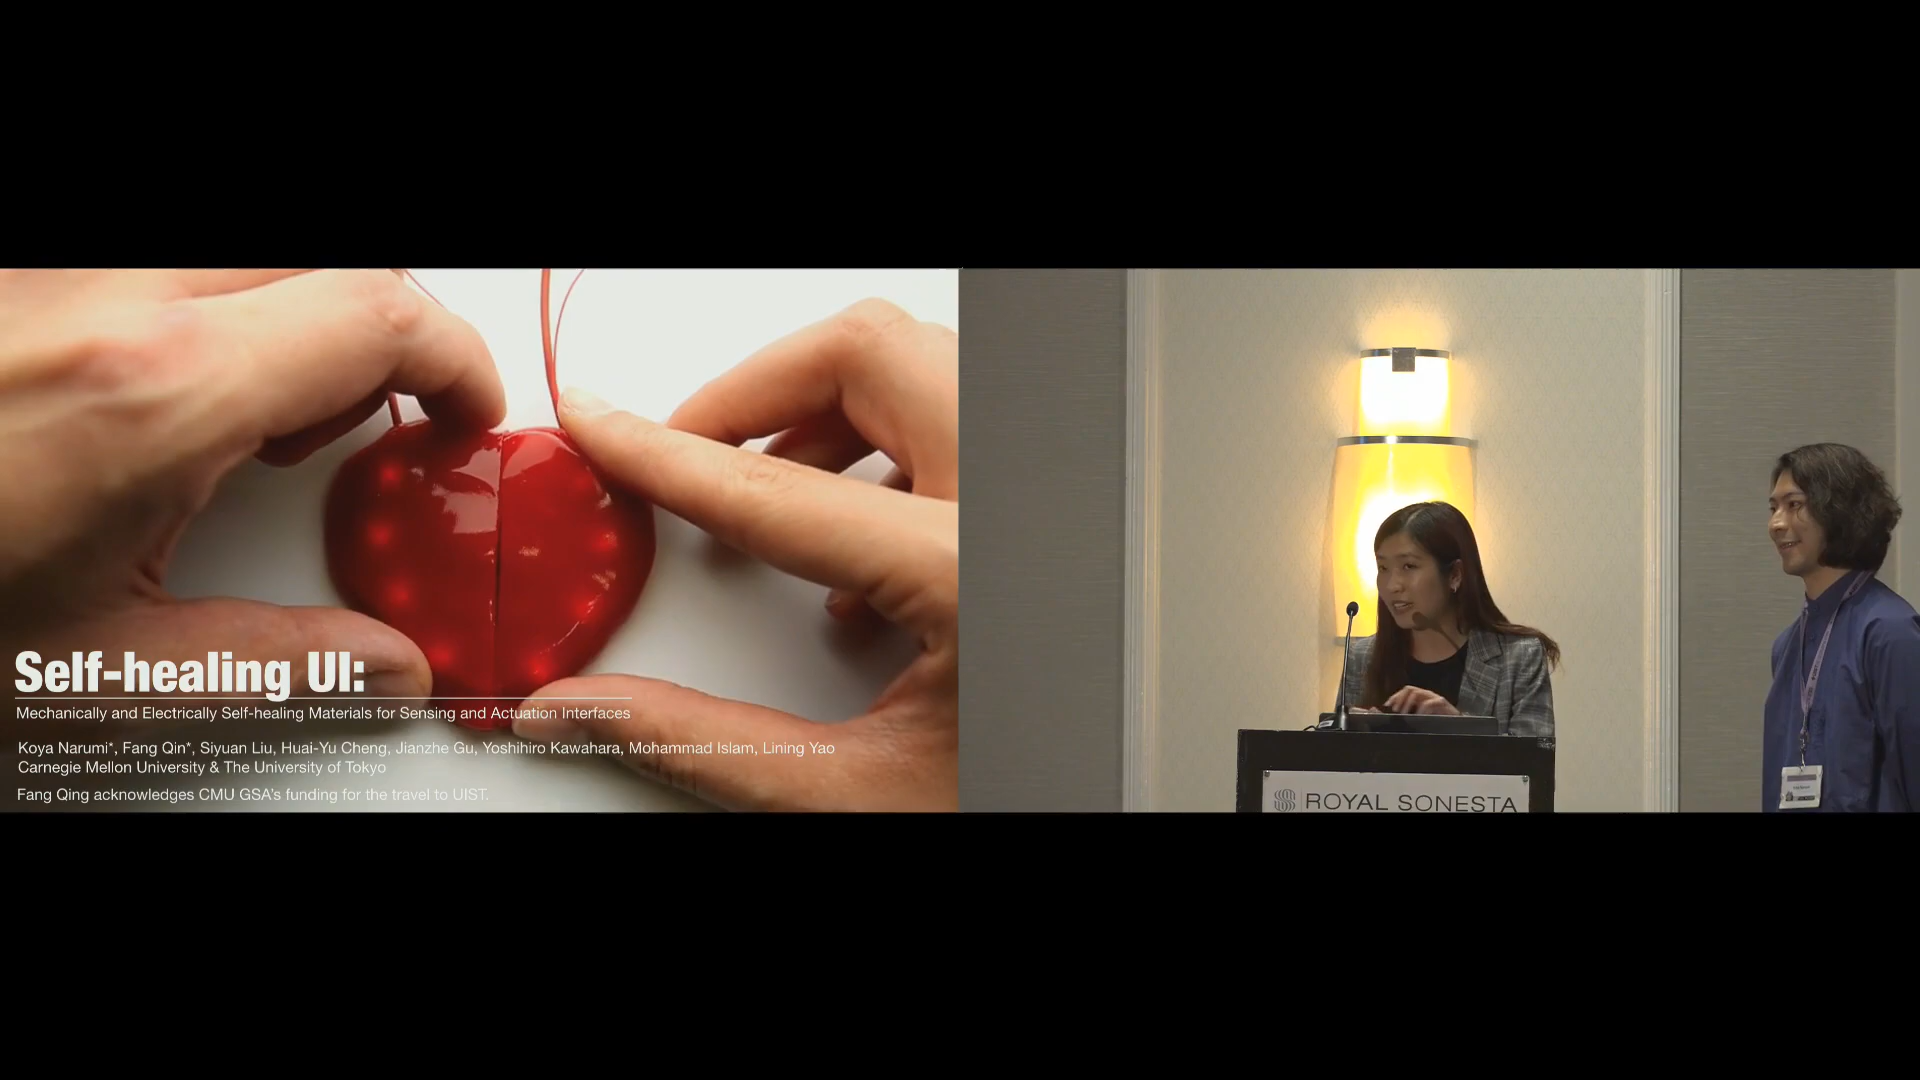 Self-healing UI:
Mechanically and Electrically Self-healing Materials for Sensing and Actuation Interfaces
Koya Narumi*, Fang Qin*, Siyuan Liu, Huai-Yu Cheng, Jianzhe Gu, Yoshihiro Kawahara, Mohammad Islam, Lining Yao
Carnegie Mellon University & The University of Tokyo
Fang Qing acknowledges CMU GSA's funding for the travel to UIST.
ROYAL SONESTA